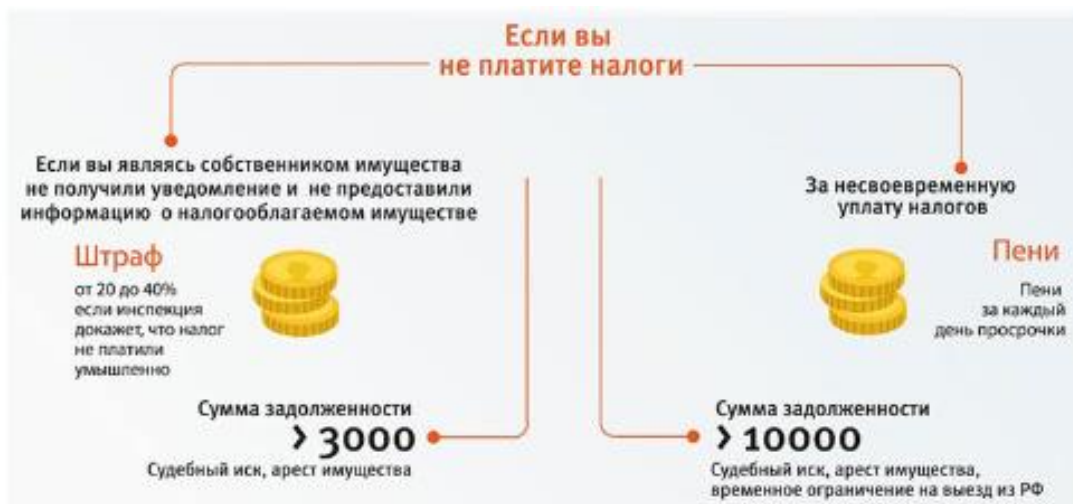 Если вы
не платите налоги
Если вы являясь собственником имущества
не получили уведомление и не предоставили
информацию о налогооблагаемом имуществе
Штраф
от 20 до 40%
если инспекция
докажет, что налог
не платили
умышленно
За несвоевременную
уплату налогов
Пени
Пени
за каждый
день просрочки
Сумма задолженности
> 3000
Судебный иск, арест имущества
Сумма задолженности
> 10000
Судебный иск, арест имущества,
временное ограничение на выезд из РФ